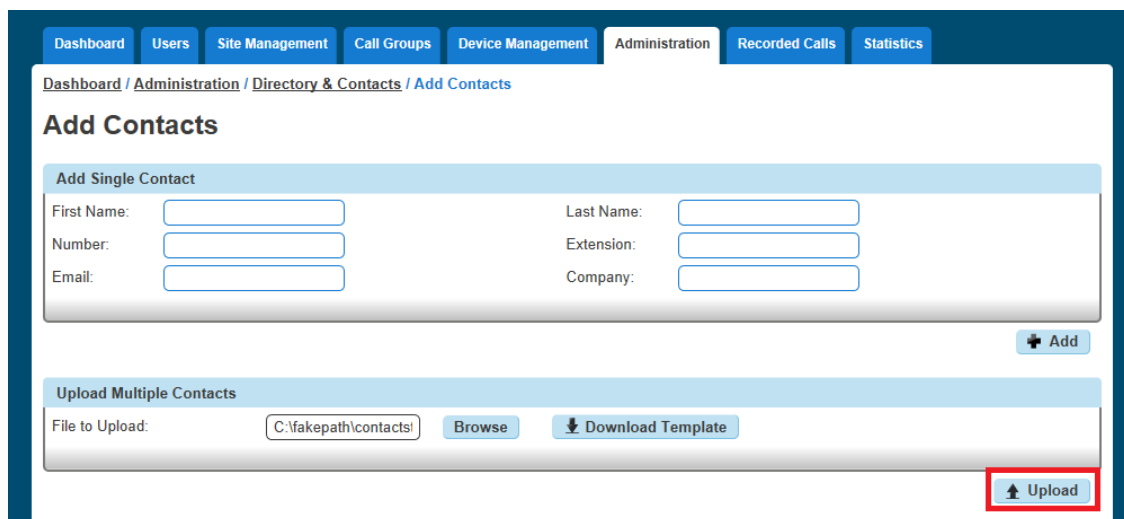 Dashboard Users Site Management Call Groups Device Management Administration Recorded Calls Statistics
Dashboard / Administration / Directory & Contacts / Add Contacts
Add Contacts
Add Single Contact
First Name: Last Name:
Number: Extension:
Email: Company:
Add
Upload Multiple Contacts
File to Upload: C:\fakepath\contacts Browse Download Template
Upload